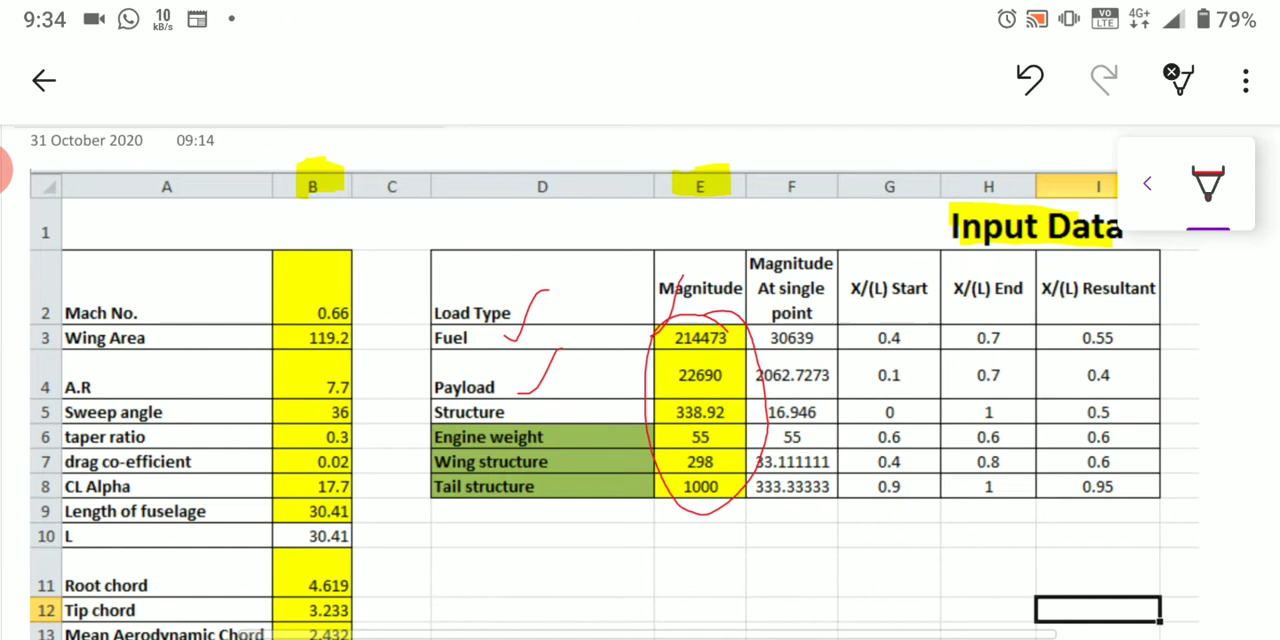 9:34 10 kB/s VO LTE 4G+ 79%
31 October 2020 09:14
A B C D E F G H I
1 Input Data
2 Mach No. 0.66 Load Type Magnitude Magnitude At single point X/(L) Start X/(L) End X/(L) Resultant
3 Wing Area 119.2 Fuel 214473 30639 0.4 0.7 0.55
4 A.R 7.7 Payload 22690 2062.7273 0.1 0.7 0.4
5 Sweep angle 36 Structure 338.92 16.946 0 1 0.5
6 taper ratio 0.3 Engine weight 55 55 0.6 0.6 0.6
7 drag co-efficient 0.02 Wing structure 298 33.111111 0.4 0.8 0.6
8 CL Alpha 17.7 Tail structure 1000 333.33333 0.9 1 0.95
9 Length of fuselage 30.41
10 L 30.41
11 Root chord 4.619
12 Tip chord 3.233
13 Mean Aerodynamic Chord 2.432